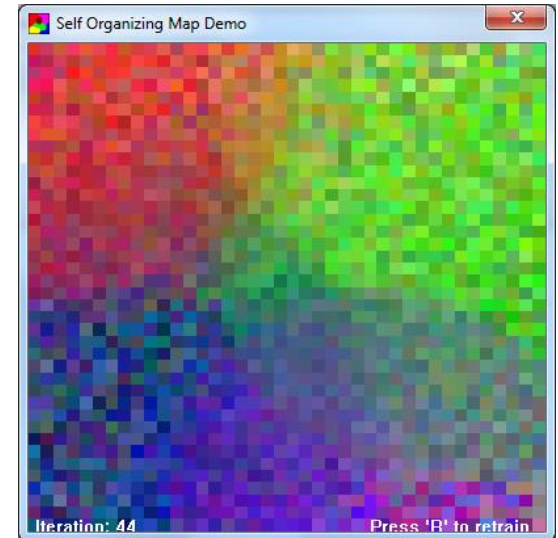 Self Organizing Map Demo
Iteration: 44
Press 'R' to retrain